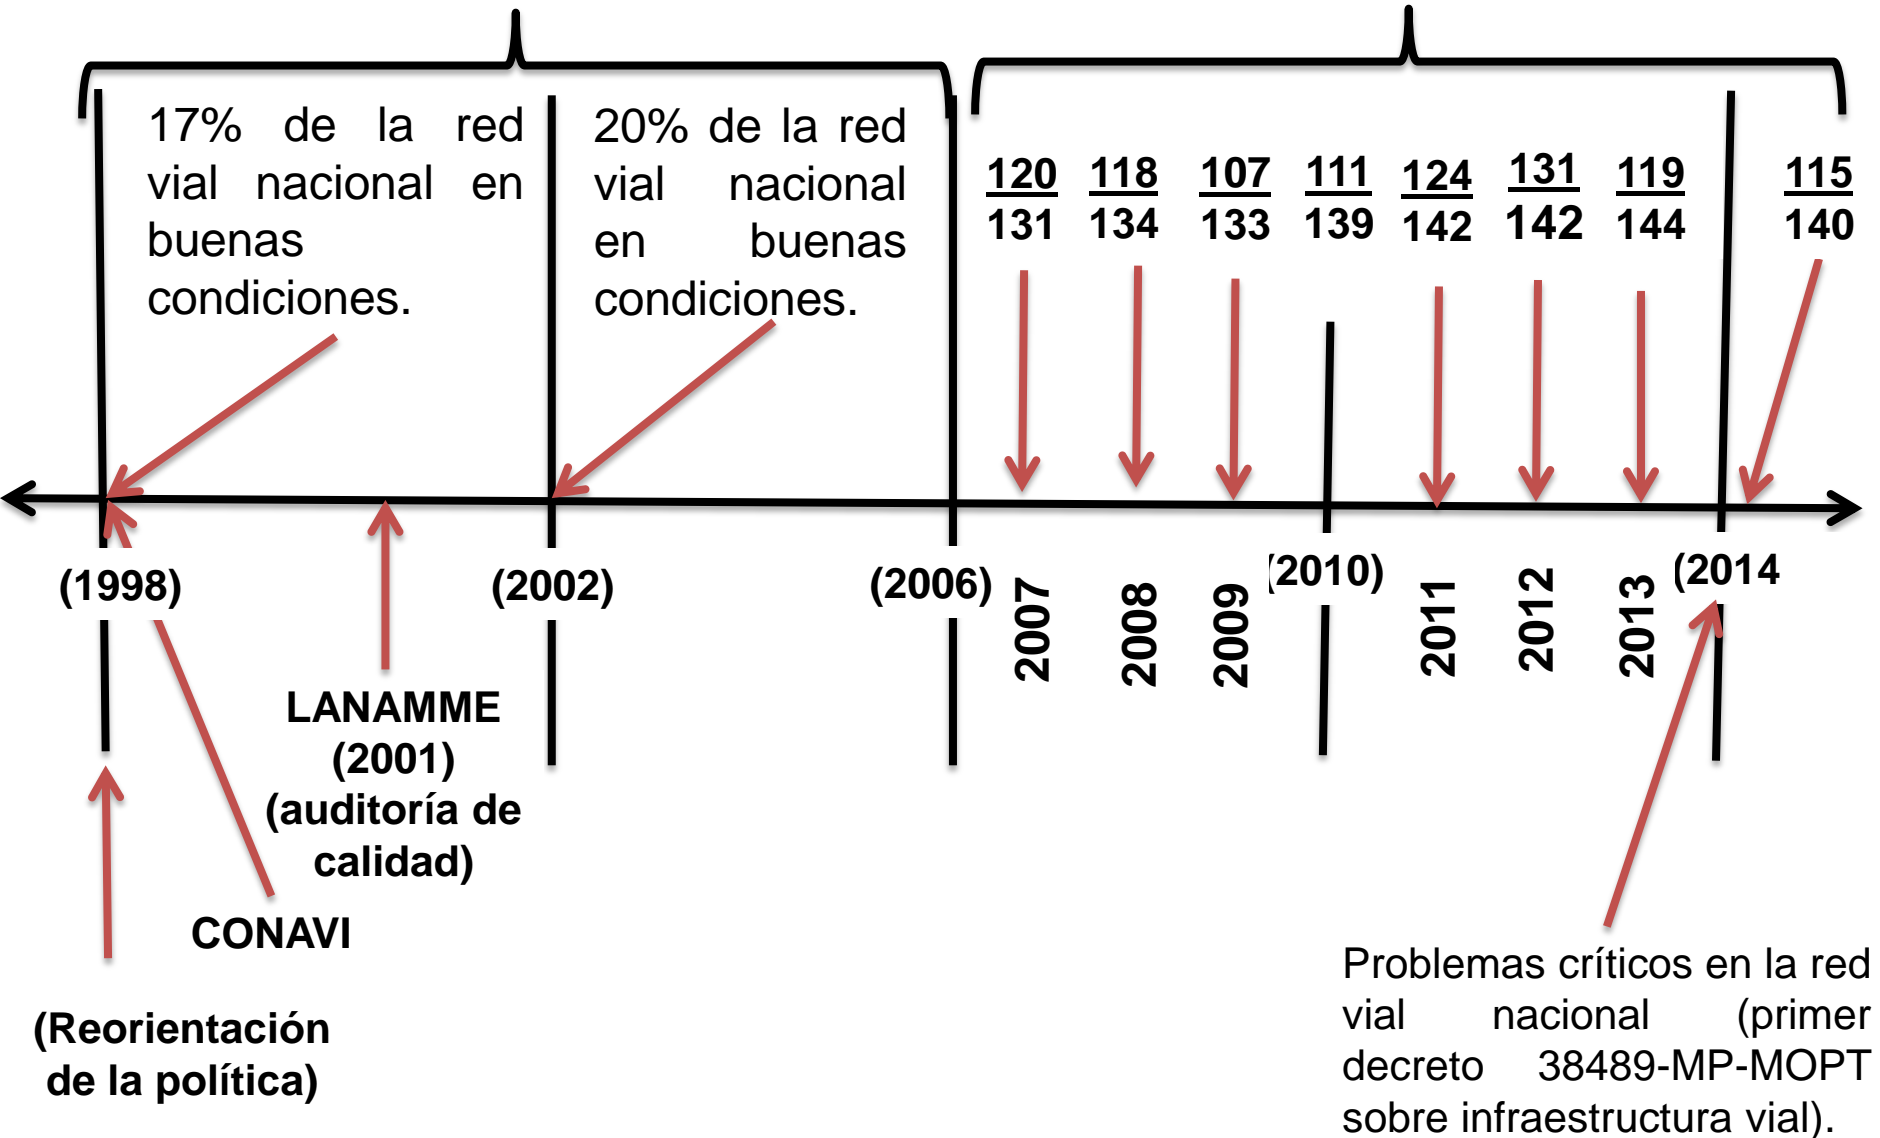 17% de la red
vial nacional en
buenas
condiciones.
20% de la red
vial nacional
en buenas
condiciones.
120
131
118
134
107
133
111
139
124
142
131
142
119
144
115
140
(1998)
(2002)
(2006)
2007
2008
2009
(2010)
2011
2012
2013
(2014
LANAMME
(2001)
(auditoría de
calidad)
CONAVI
(Reorientación
de la política)
Problemas críticos en la red
vial nacional (primer
decreto 38489-MP-MOPT
sobre infraestructura vial).